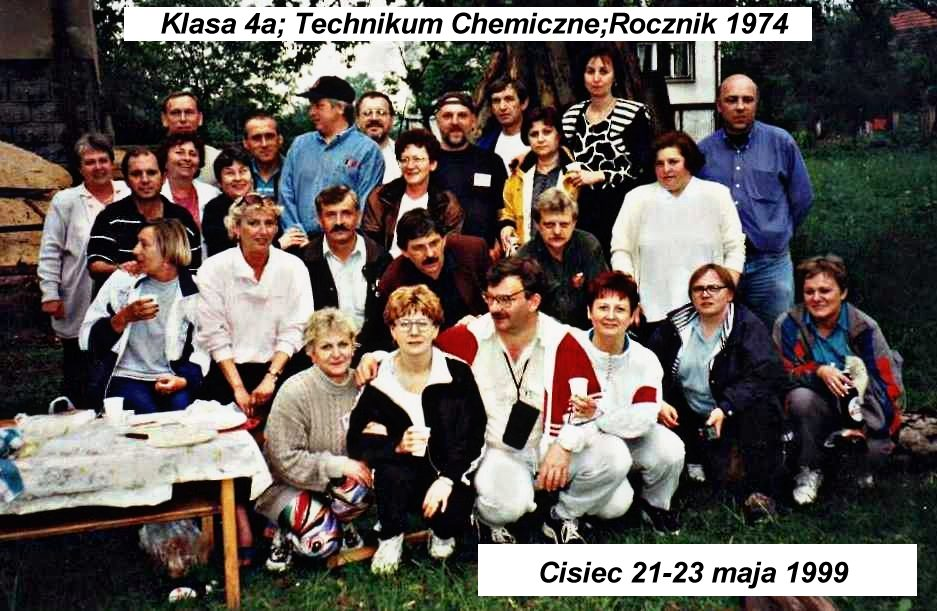 Klasa 4a; Technikum Chemiczne;Rocznik 1974
Cisiec 21-23 maja 1999